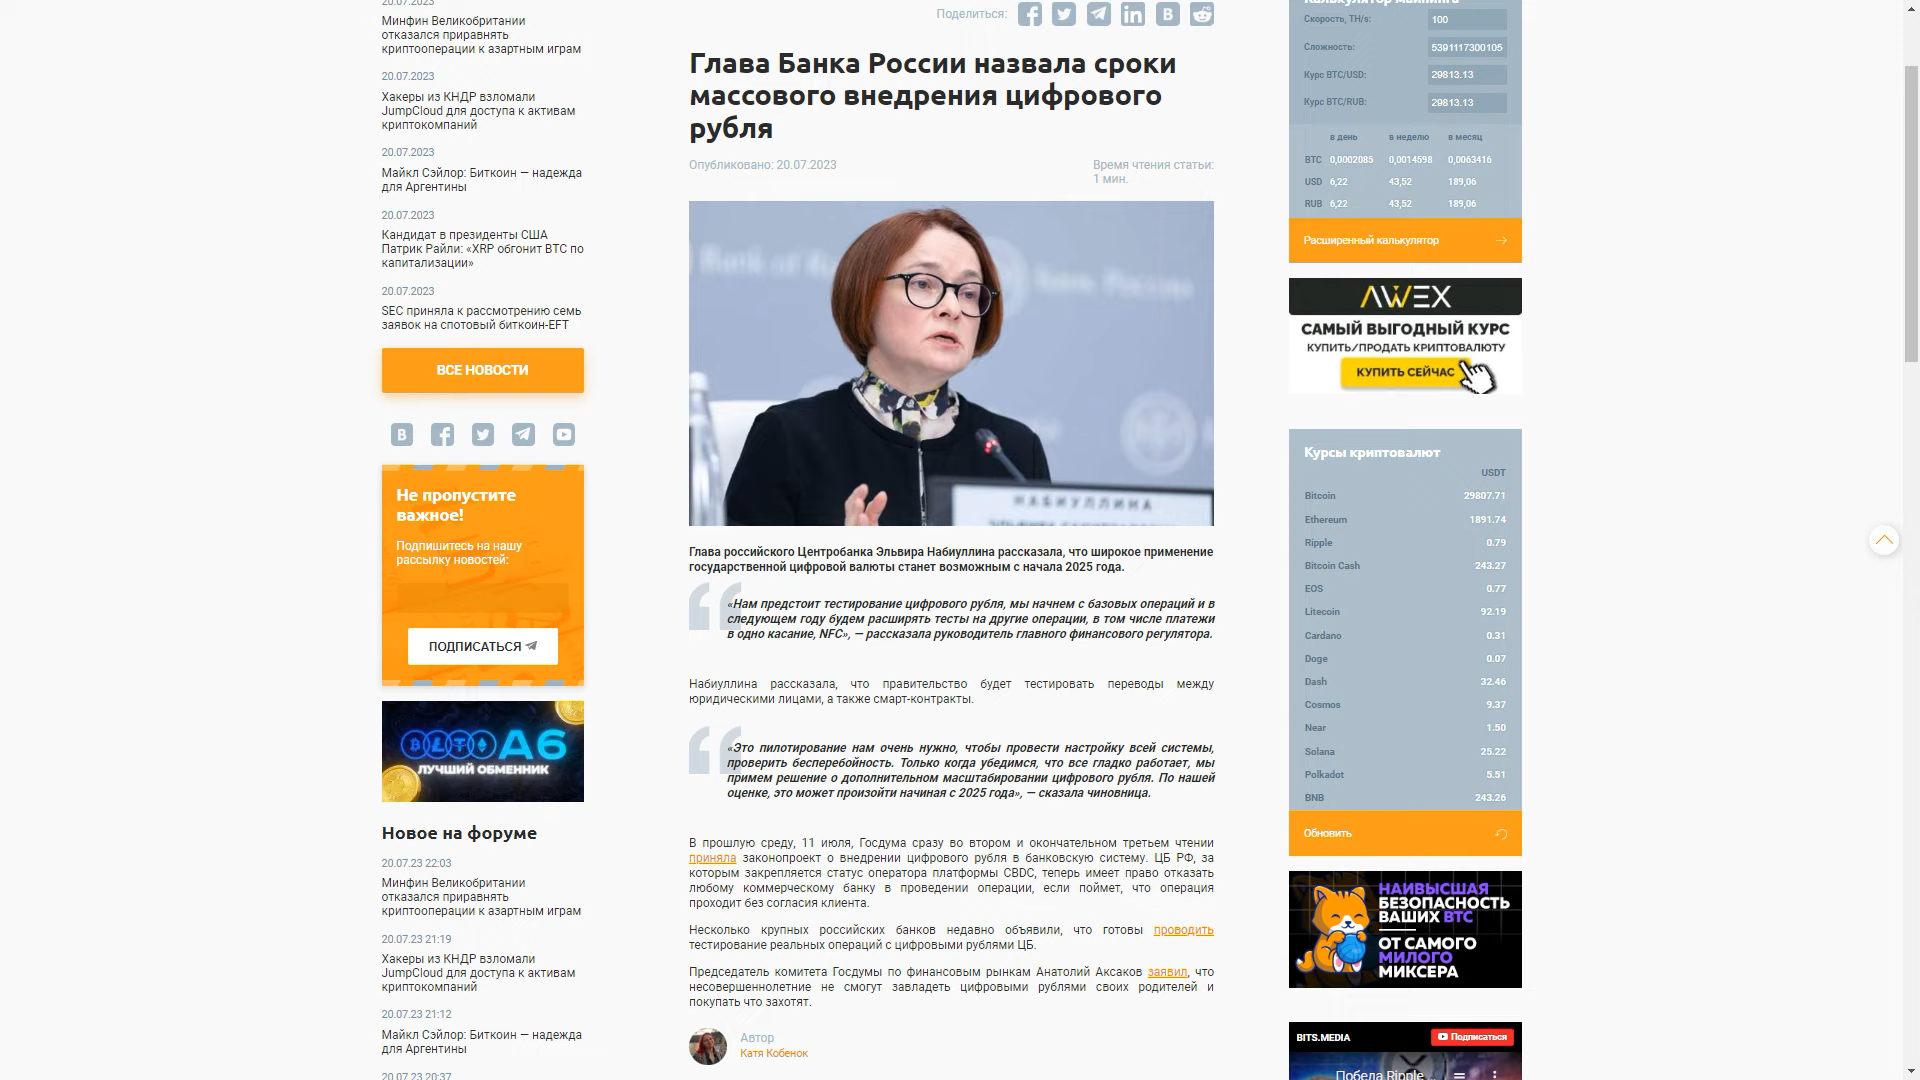 20.07.2023
Минфин Великобритании
отказался приравнять
криптооперации к азартным играм
20.07.2023
Хакеры из КНДР взломали
JumpCloud для доступа к активам
криптокомпаний
20.07.2023
Майкл Сэйлор: Биткоин — надежда
для Аргентины
20.07.2023
Кандидат в президенты США
Патрик Райли: «XRP обгонит BTC по
капитализации»
20.07.2023
SEC приняла к рассмотрению семь
заявок на спотовый биткоин-EFT
ВСЕ НОВОСТИ
Не пропустите
важное!
Подпишитесь на нашу
рассылку новостей:
ПОДПИСАТЬСЯ
A6
ЛУЧШИЙ ОБМЕННИК
Новое на форуме
20.07.23 22:03
Минфин Великобритании
отказался приравнять
криптооперации к азартным играм
20.07.23 21:19
Хакеры из КНДР взломали
JumpCloud для доступа к активам
криптокомпаний
20.07.23 21:12
Майкл Сэйлор: Биткоин — надежда
для Аргентины
20.07.23 20:37
Поделиться:
Глава Банка России назвала сроки
массового внедрения цифрового
рубля
Опубликовано: 20.07.2023
Время чтения статьи:
1 мин.
Bank of
НАБИУЛЛИНА
Глава российского Центробанка Эльвира Набиуллина рассказала, что широкое применение
государственной цифровой валюты станет возможным с начала 2025 года.
«Нам предстоит тестирование цифрового рубля, мы начнем с базовых операций и в
следующем году будем расширять тесты на другие операции, в том числе платежи
в одно касание, NFC», — рассказала руководитель главного финансового регулятора.
Набиуллина рассказала, что правительство будет тестировать переводы между
юридическими лицами, а также смарт-контракты.
«Это пилотирование нам очень нужно, чтобы провести настройку всей системы,
проверить бесперебойность. Только когда убедимся, что все гладко работает, мы
примем решение о дополнительном масштабировании цифрового рубля. По нашей
оценке, это может произойти начиная с 2025 года», — сказала чиновница.
В прошлую среду, 11 июля, Госдума сразу во втором и окончательном третьем чтении
приняла законопроект о внедрении цифрового рубля в банковскую систему. ЦБ РФ, за
которым закрепляется статус оператора платформы CBDC, теперь имеет право отказать
любому коммерческому банку в проведении операции, если поймет, что операция
проходит без согласия клиента.
Несколько крупных российских банков недавно объявили, что готовы проводить
тестирование реальных операций с цифровыми рублями ЦБ.
Председатель комитета Госдумы по финансовым рынкам Анатолий Аксаков заявил, что
несовершеннолетние не смогут завладеть цифровыми рублями своих родителей и
покупать что захотят.
Автор
Катя Кобенок
Калькулятор майнинга
Скорость, TH/s: 100
Сложность: 5391117300105
Курс BTC/USD: 29813.13
Курс BTC/RUB: 29813.13
в день в неделю в месяц
BTC 0,0002085 0,0014598 0,0063416
USD 6,22 43,52 189,06
RUB 6,22 43,52 189,06
Расширенный калькулятор
AWEX
САМЫЙ ВЫГОДНЫЙ КУРС
КУПИТЬ/ПРОДАТЬ КРИПТОВАЛЮТУ
КУПИТЬ СЕЙЧАС
Курсы криптовалют
USDT
Bitcoin 29807.71
Ethereum 1891.74
Ripple 0.79
Bitcoin Cash 243.27
EOS 0.77
Litecoin 92.19
Cardano 0.31
Doge 0.07
Dash 32.46
Cosmos 9.37
Near 1.50
Solana 25.22
Polkadot 5.51
BNB 243.26
Обновить
НАИВЫСШАЯ
БЕЗОПАСНОСТЬ
ВАШИХ BTC
ОТ САМОГО
МИЛОГО
МИКСЕРА
BITS.MEDIA
Подписаться
Победа Ripple ...